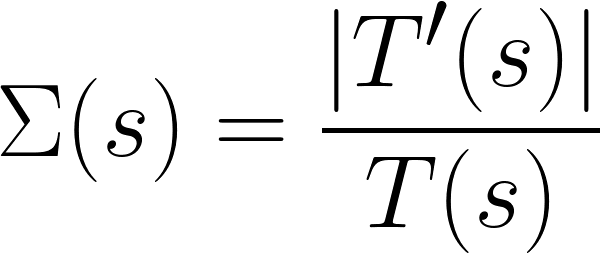 Σ(s) = |T′(s)| / T(s)